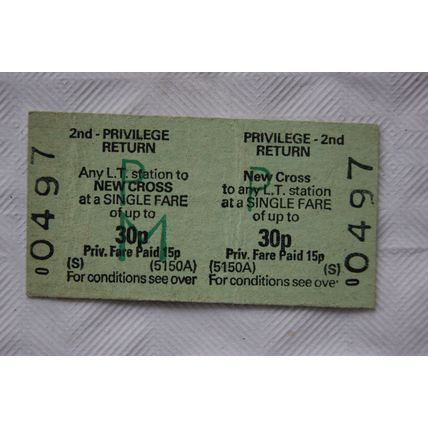 2nd - PRIVILEGE
RETURN
Any L.T. station to
NEW CROSS
at a SINGLE FARE
of up to
30p
Priv. Fare Paid 15p
(S) (5150A)
For conditions see over
P
M
00497
PRIVILEGE - 2nd
RETURN
New Cross
to any L.T. station
at a SINGLE FARE
of up to
30p
Priv. Fare Paid 15p
(5150A) (S)
For conditions see over
P
00497